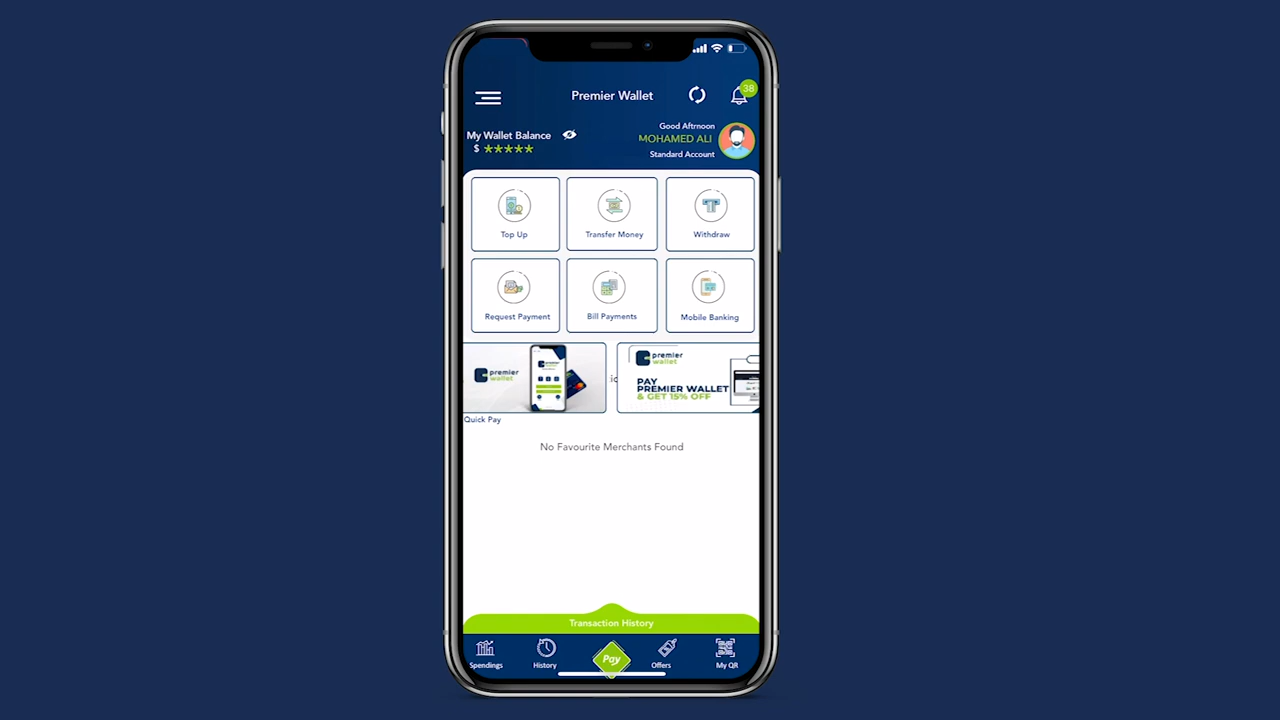 Premier Wallet
38
My Wallet Balance
$ *****
Good Aftrnoon
MOHAMED ALI
Standard Account
Top Up
Transfer Money
Withdraw
Request Payment
Bill Payments
Mobile Banking
premier
wallet
premier
wallet
PAY
PREMIER WALLET
& GET 15% OFF
Quick Pay
No Favourite Merchants Found
Transaction History
Spendings
History
Pay
Offers
My QR